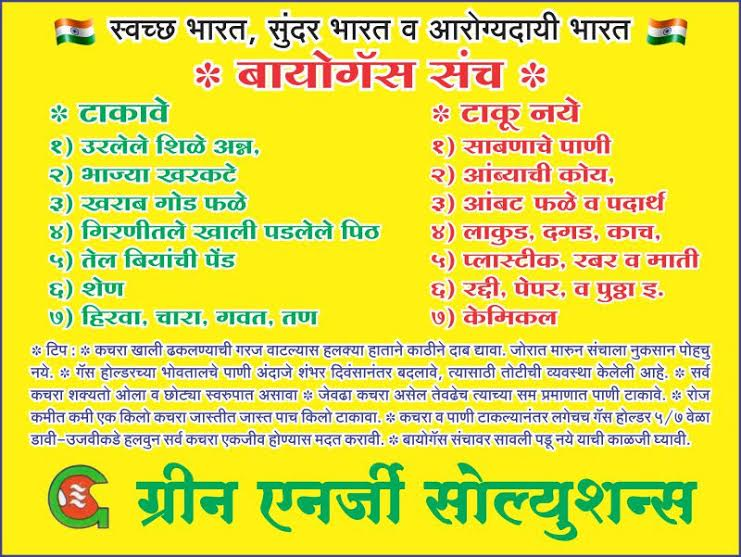 स्वच्छ भारत, सुंदर भारत व आरोग्यदायी भारत
* बायोगॅस संच *
* टाकावे
१) उरलेले शिळे अन्न,
२) भाज्या खरकटे
३) खराब गोड फळे
४) गिरणीतले खाली पडलेले पिठ
५) तेल बियांची पेंड
६) शेण
७) हिरवा, चारा, गवत, तण
* टाकू नये
१) साबणाचे पाणी
२) आंब्याची कोय,
३) आंबट फळे व पदार्थ
४) लाकुड, दगड, काच,
५) प्लास्टीक, रबर व माती
६) रद्दी, पेपर, व पुठ्ठा इ.
७) केमिकल
* टिप : * कचरा खाली ढकलण्याची गरज वाटल्यास हलक्या हाताने काठीने दाब द्यावा. जोरात मारुन संचाला नुकसान पोहचु
नये. * गॅस होल्डरच्या भोवतालचे पाणी अंदाजे शंभर दिवंसानंतर बदलावे, त्यासाठी तोटीची व्यवस्था केलेली आहे. * सर्व
कचरा शक्यतो ओला व छोट्या स्वरुपात असावा * जेवढा कचरा असेल तेवढेच त्याच्या सम प्रमाणात पाणी टाकावे. * रोज
कमीत कमी एक किलो कचरा जास्तीत जास्त पाच किलो टाकावा. * कचरा व पाणी टाकल्यानंतर लगेचच गॅस होल्डर ५/७ वेळा
डावी-उजवीकडे हलवुन सर्व कचरा एकजीव होण्यास मदत करावी. * बायोगॅस संचावर सावली पडू नये याची काळजी घ्यावी.
ग्रीन एनर्जी सोल्युशन्स